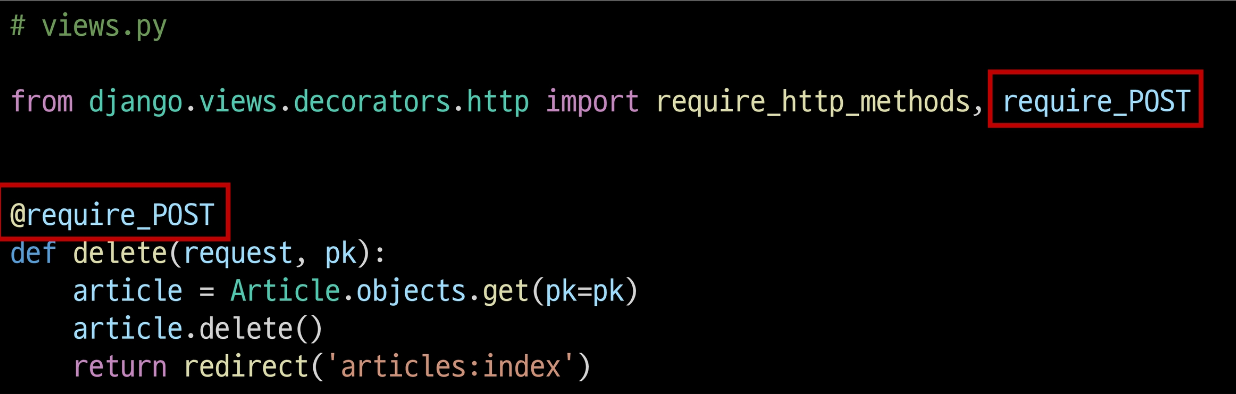 # views.py
from django.views.decorators.http import require_http_methods, require_POST
@require_POST
def delete(request, pk):
    article = Article.objects.get(pk=pk)
    article.delete()
    return redirect('articles:index')